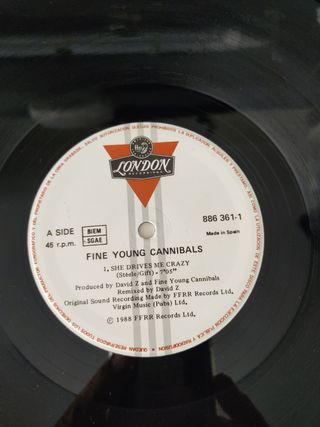 LONDON
RECORDINGS
886 361-1
Made in Spain
A SIDE
45 r.p.m.
BIEM
SGAE
FINE YOUNG CANNIBALS
1. SHE DRIVES ME CRAZY
(Steele/Gift) - 7'05"
Produced by David Z and Fine Young Cannibals
Remixed by David Z
Original Sound Recording Made by FFRR Records Ltd.
Virgin Music (Pubs) Ltd.
℗ 1988 FFRR Records Ltd.